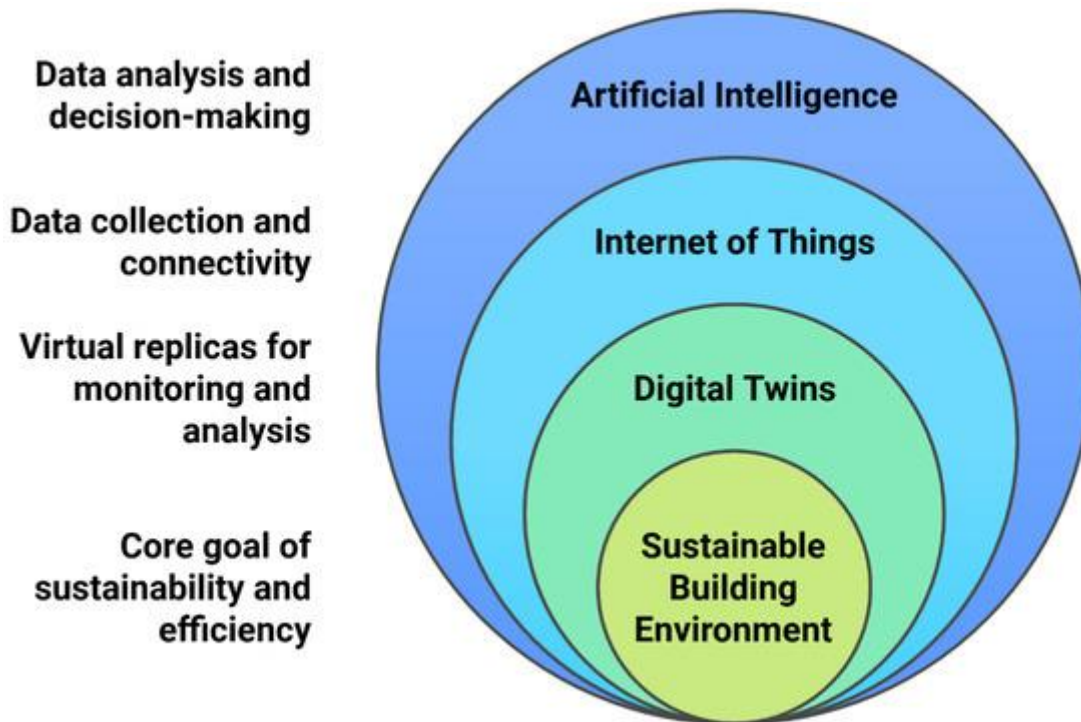 Data analysis and
decision-making
Artificial Intelligence
Data collection and
connectivity
Internet of Things
Virtual replicas for
monitoring and
analysis
Digital Twins
Core goal of
sustainability and
efficiency
Sustainable
Building
Environment